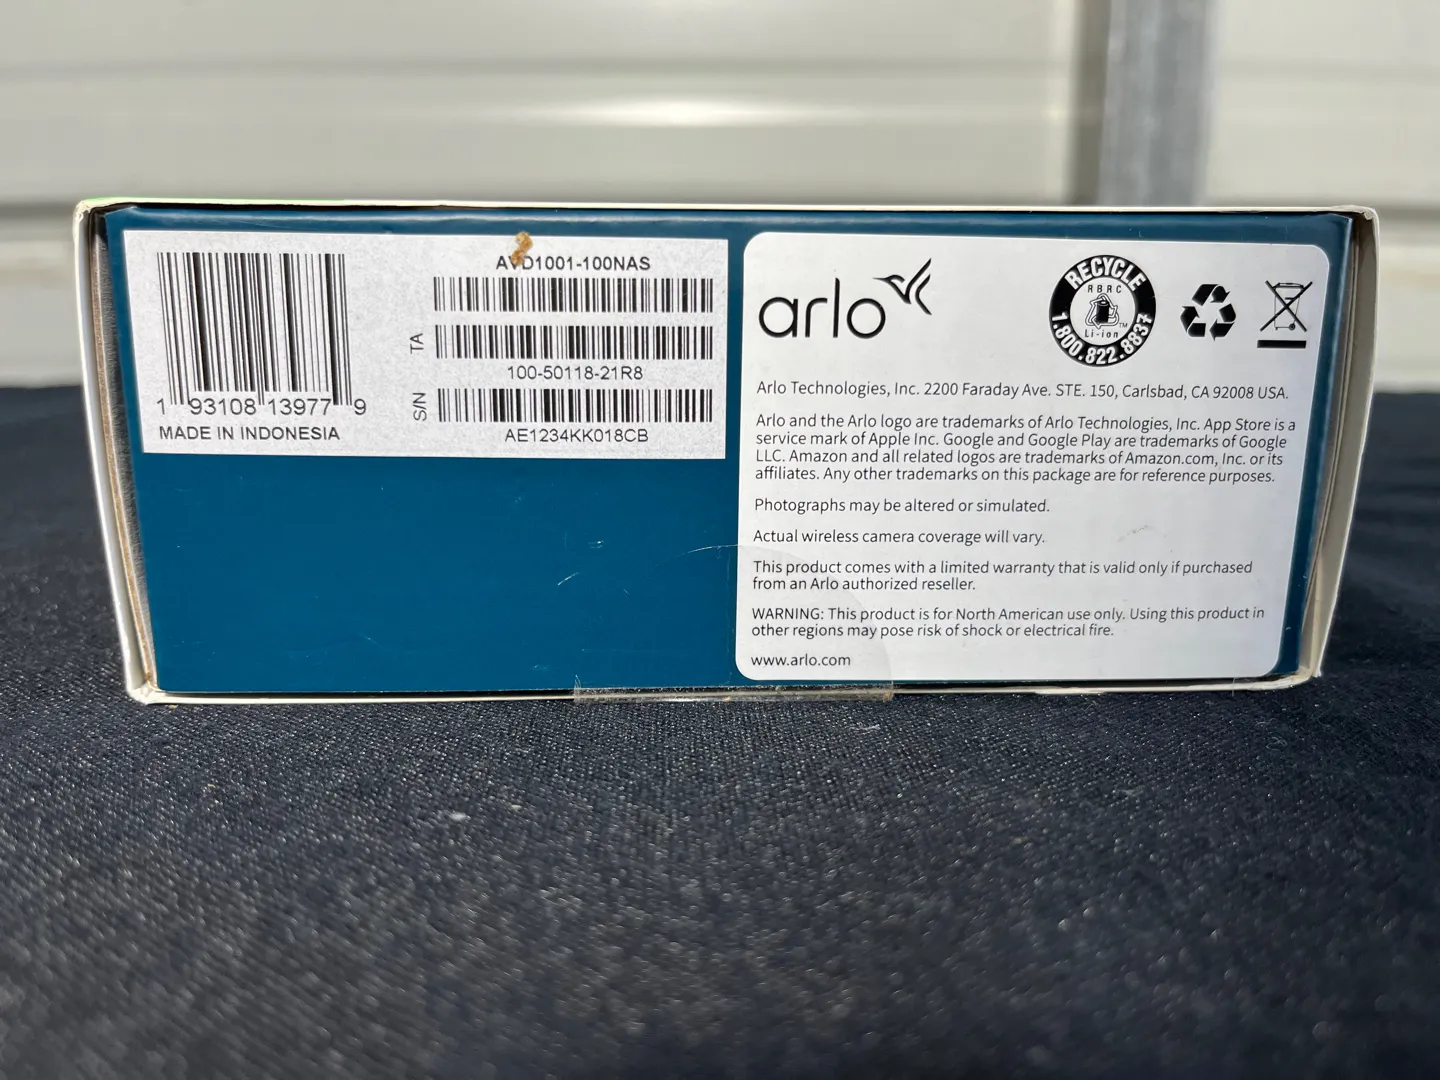 AVD1001-100NAS
TA
100-50118-21R8
S/N
AE1234KK018CB
1 93108 13977 9
MADE IN INDONESIA
arlo
RECYCLE
RBRC
Li-ion
TM
1.800.822.8837
Arlo Technologies, Inc. 2200 Faraday Ave. STE. 150, Carlsbad, CA 92008 USA.
Arlo and the Arlo logo are trademarks of Arlo Technologies, Inc. App Store is a
service mark of Apple Inc. Google and Google Play are trademarks of Google
LLC. Amazon and all related logos are trademarks of Amazon.com, Inc. or its
affiliates. Any other trademarks on this package are for reference purposes.
Photographs may be altered or simulated.
Actual wireless camera coverage will vary.
This product comes with a limited warranty that is valid only if purchased
from an Arlo authorized reseller.
WARNING: This product is for North American use only. Using this product in
other regions may pose risk of shock or electrical fire.
www.arlo.com